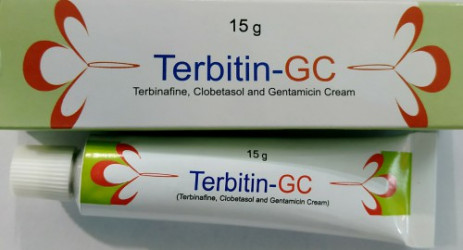 15 g
Terbitin-GC
Terbinafine, Clobetasol and Gentamicin Cream
15 g
Terbitin-GC
(Terbinafine, Clobetasol and Gentamicin Cream)